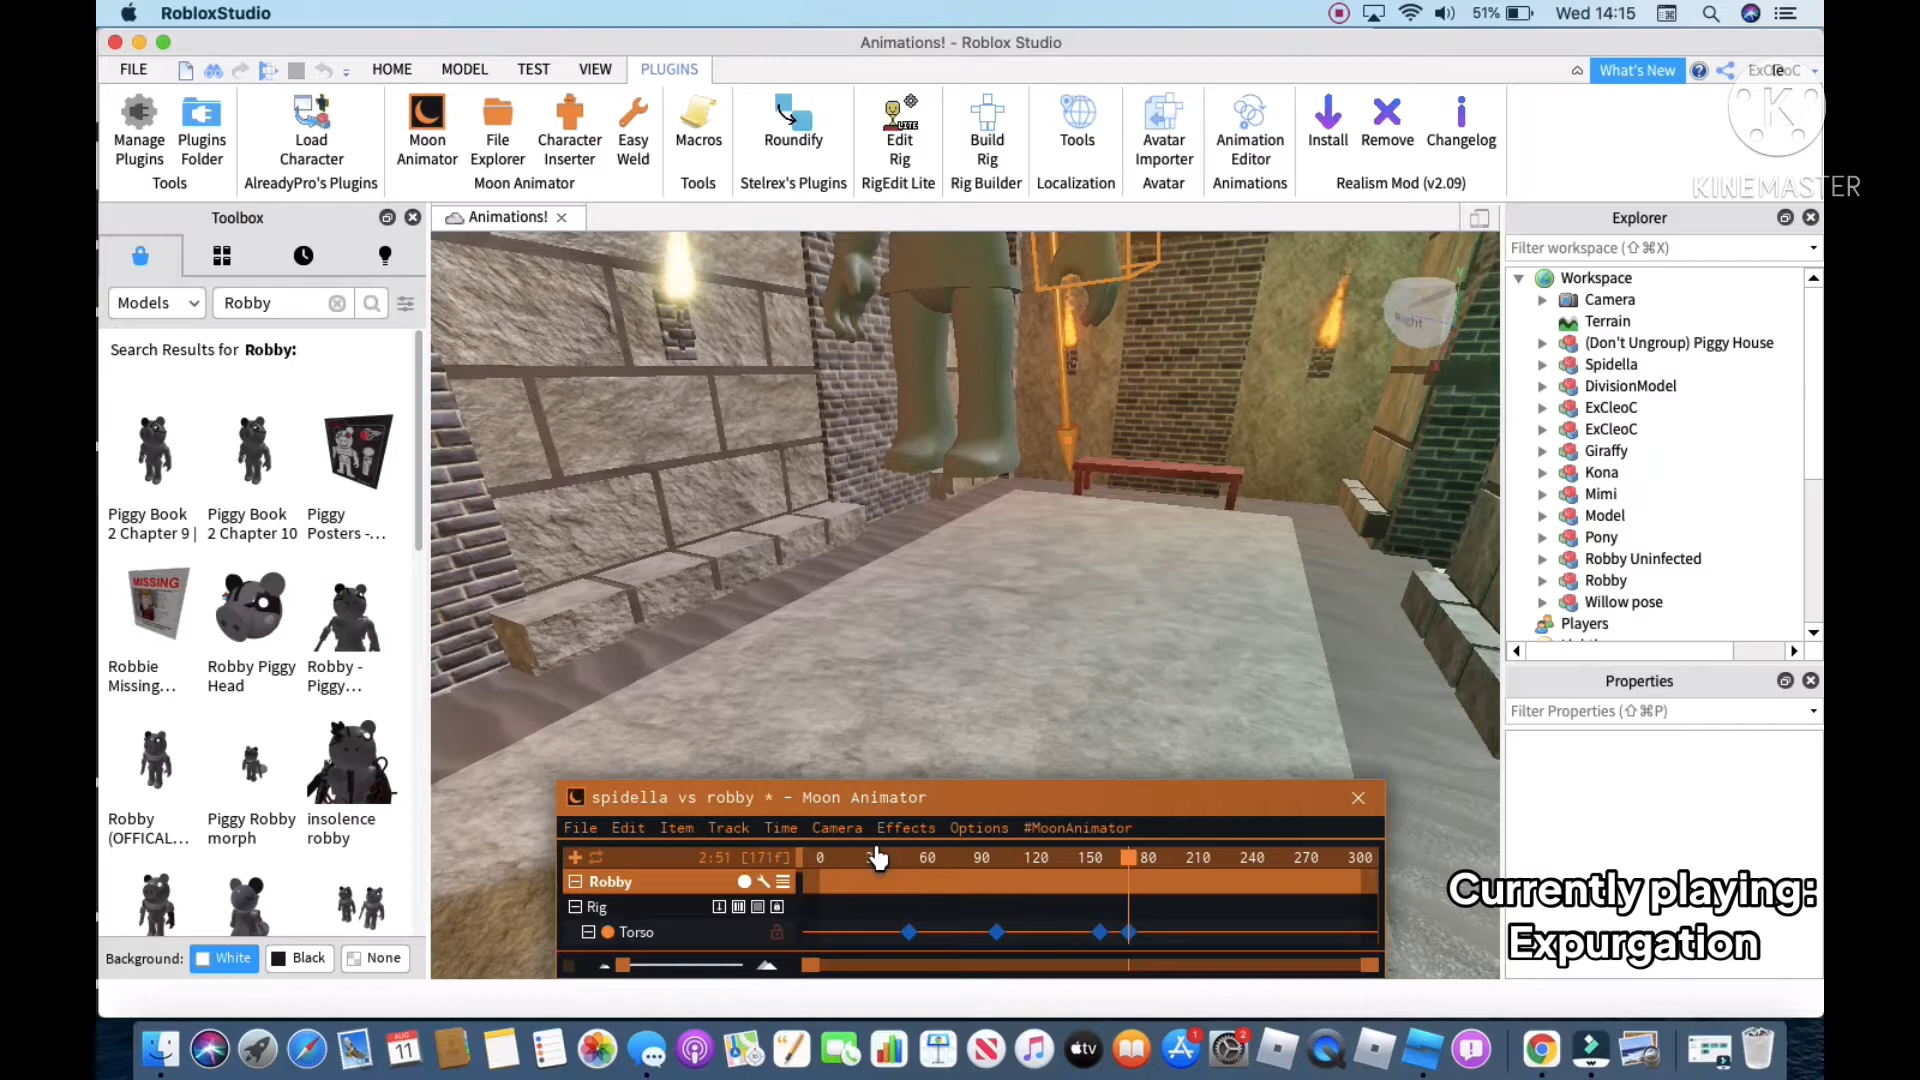 RobloxStudio
51%
Wed 14:15
Animations! - Roblox Studio
FILE
HOME
MODEL
TEST
VIEW
PLUGINS
What's New
ExCleoC
Manage Plugins
Plugins Folder
Load Character
Moon Animator
File Explorer
Character Inserter
Easy Weld
Macros
Roundify
Edit Rig
Build Rig
Tools
Avatar Importer
Animation Editor
Install
Remove
Changelog
Tools
AlreadyPro's Plugins
Moon Animator
Tools
Stelrex's Plugins
RigEdit Lite
Rig Builder
Localization
Avatar
Animations
Realism Mod (v2.09)
K
KINEMASTER
Toolbox
Animations!
Explorer
Filter workspace (⇧⌘X)
Models
Robby
Search Results for Robby:
Piggy Book 2 Chapter 9 |
Piggy Book 2 Chapter 10
Piggy Posters -...
MISSING
Robbie Missing...
Robby Piggy Head
Robby - Piggy...
Robby (OFFICAL...
Piggy Robby morph
insolence robby
Background:
White
Black
None
Right
Workspace
Camera
Terrain
(Don't Ungroup) Piggy House
Spidella
DivisionModel
ExCleoC
ExCleoC
Giraffy
Kona
Mimi
Model
Pony
Robby Uninfected
Robby
Willow pose
Players
Properties
Filter Properties (⇧⌘P)
spidella vs robby * - Moon Animator
File Edit Item Track Time Camera Effects Options #MoonAnimator
2:51 [171f]
0 60 90 120 150 80 210 240 270 300
Robby
Rig
Torso
Currently playing:
Expurgation
AUG
11
tv
1
2